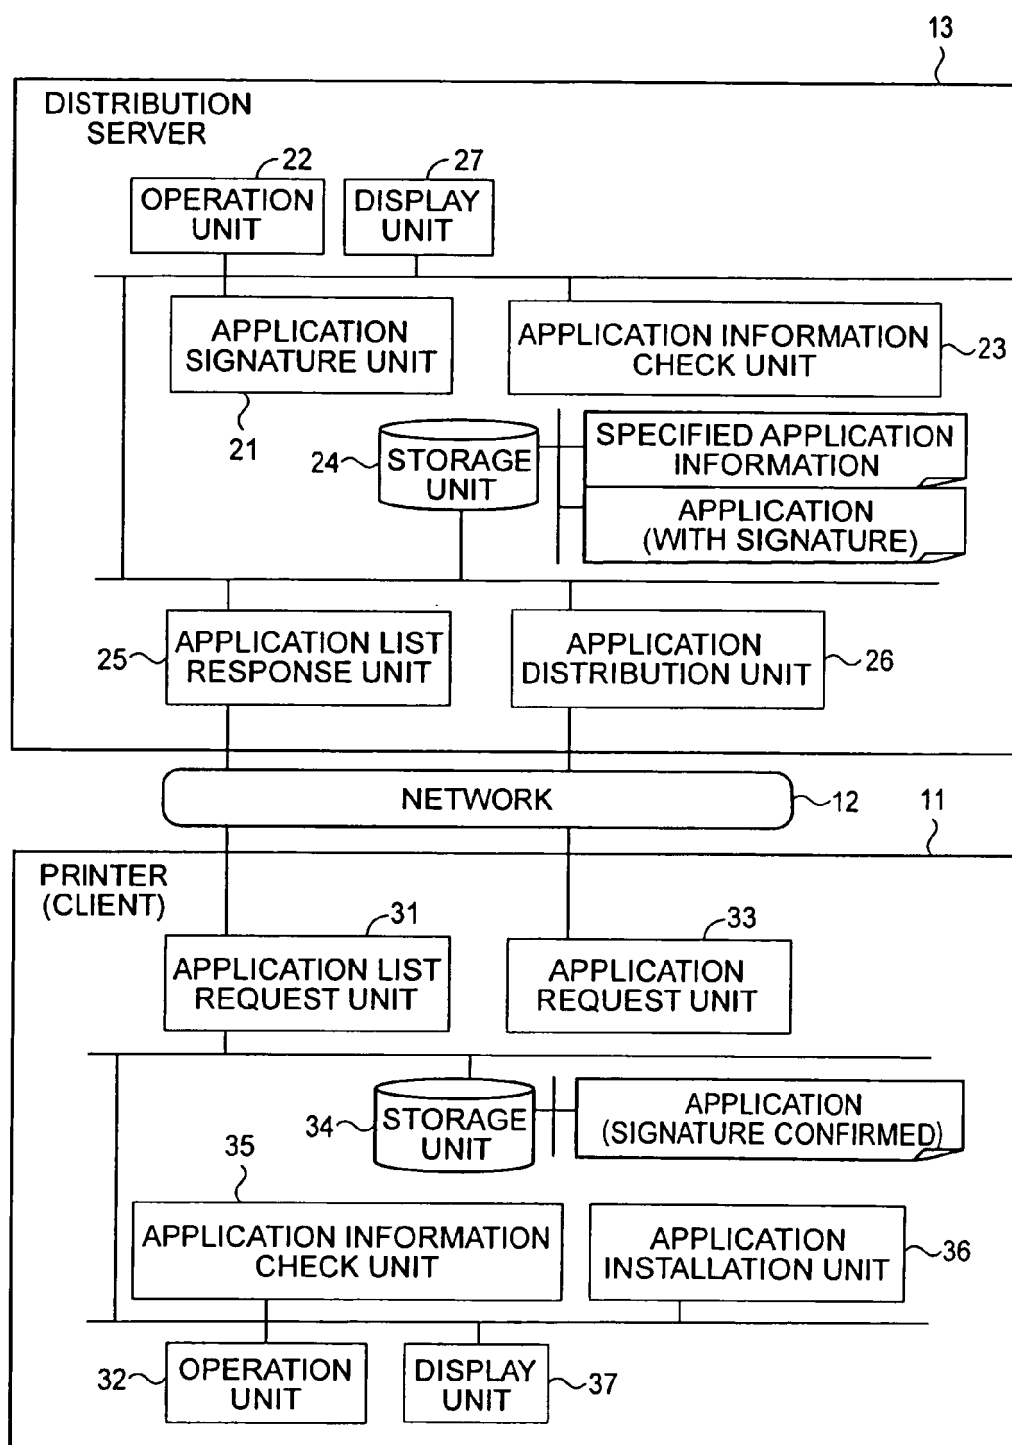 13
DISTRIBUTION
SERVER
22
27
OPERATION
UNIT
DISPLAY
UNIT
APPLICATION
SIGNATURE UNIT
21
APPLICATION INFORMATION
CHECK UNIT
23
24
STORAGE
UNIT
SPECIFIED APPLICATION
INFORMATION
APPLICATION
(WITH SIGNATURE)
25
APPLICATION LIST
RESPONSE UNIT
APPLICATION
DISTRIBUTION UNIT
26
NETWORK
12
11
PRINTER
(CLIENT)
31
33
APPLICATION LIST
REQUEST UNIT
APPLICATION
REQUEST UNIT
34
STORAGE
UNIT
APPLICATION
(SIGNATURE CONFIRMED)
35
APPLICATION INFORMATION
CHECK UNIT
APPLICATION
INSTALLATION UNIT
36
32
OPERATION
UNIT
DISPLAY
UNIT
37